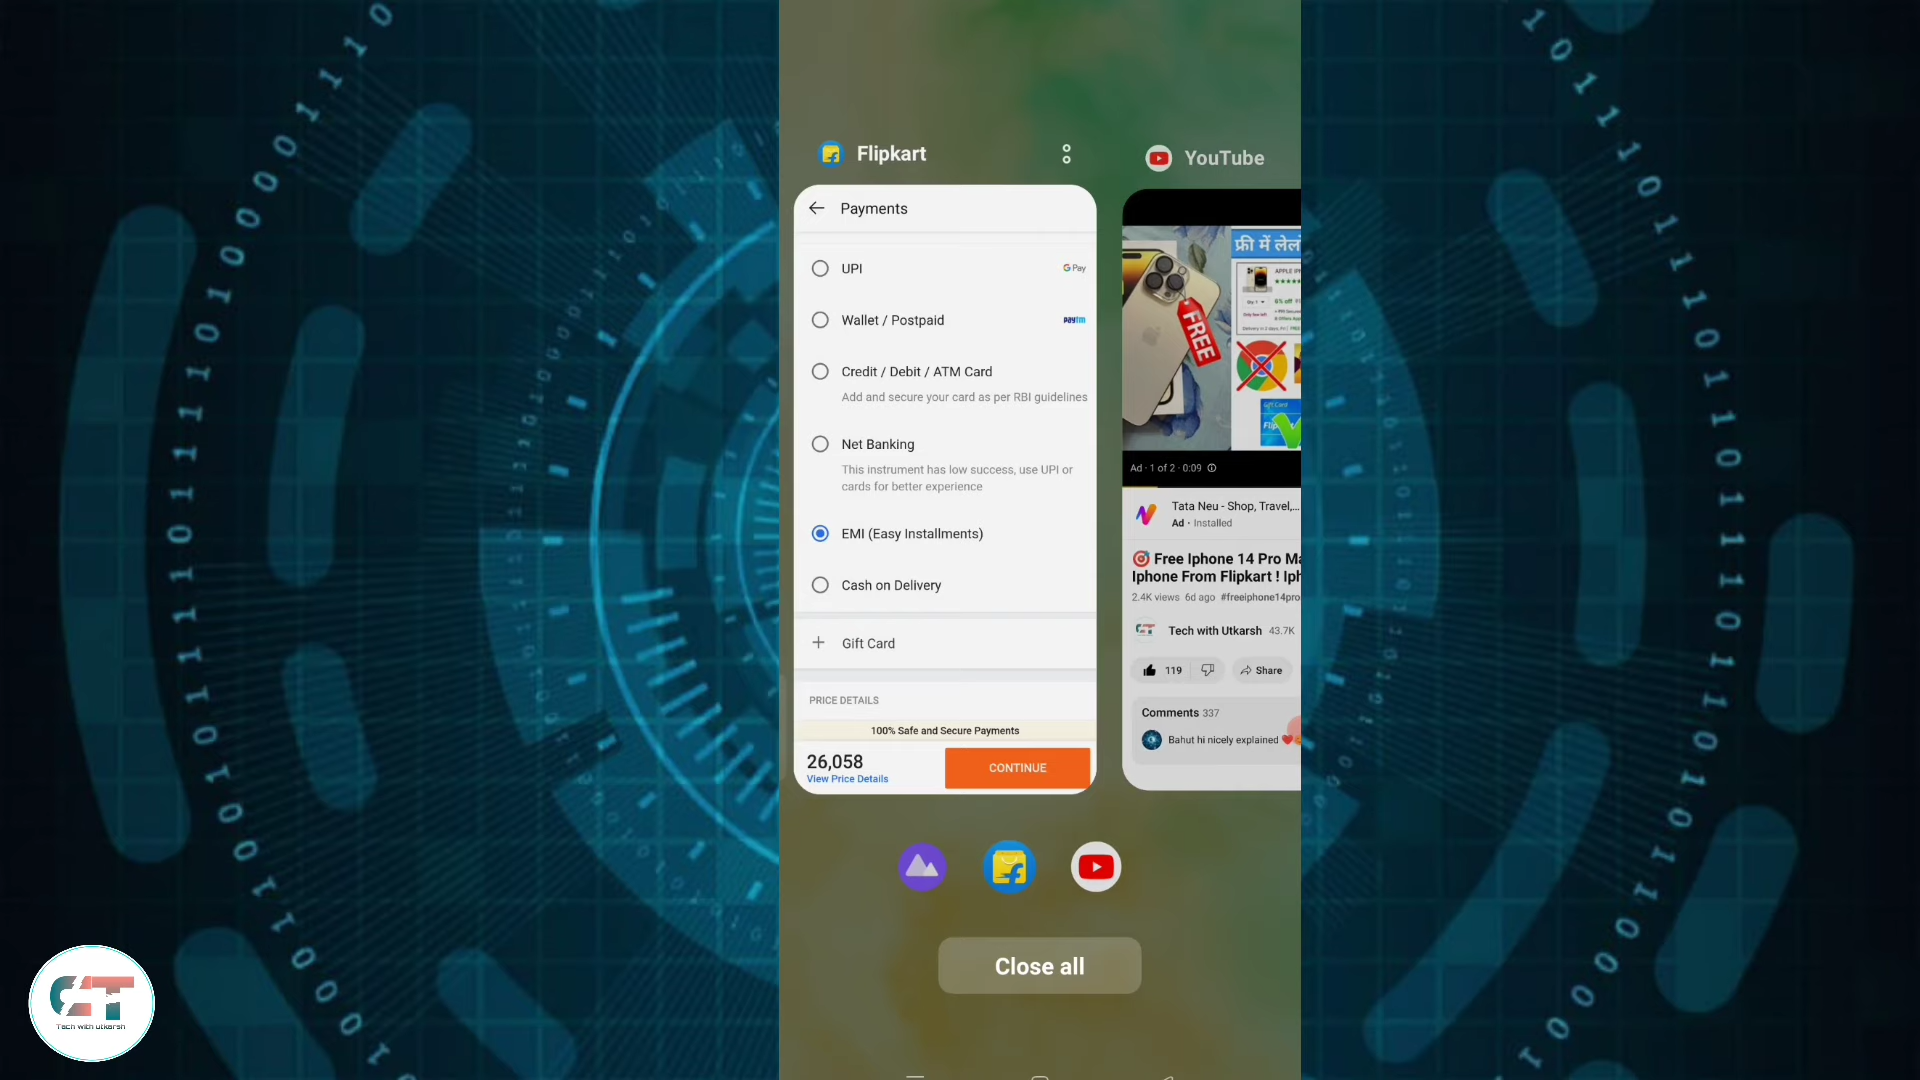 Flipkart
Payments
UPI
G Pay
Wallet / Postpaid
paytm
Credit / Debit / ATM Card
Add and secure your card as per RBI guidelines
Net Banking
This instrument has low success, use UPI or
cards for better experience
EMI (Easy Installments)
Cash on Delivery
+ Gift Card
PRICE DETAILS
100% Safe and Secure Payments
26,058
View Price Details
CONTINUE
YouTube
फ्री में लेलो
FREE
APPLE
Gift Card
Ad · 1 of 2 · 0:09
Tata Neu - Shop, Travel,...
Ad · Installed
🎯 Free Iphone 14 Pro Ma
Iphone From Flipkart ! Iph
2.4K views 6d ago #freeiphone14pro
Tech with Utkarsh 43.7K
119
Share
Comments 337
Bahut hi nicely explained ❤️
Close all
Tech with utkarsh